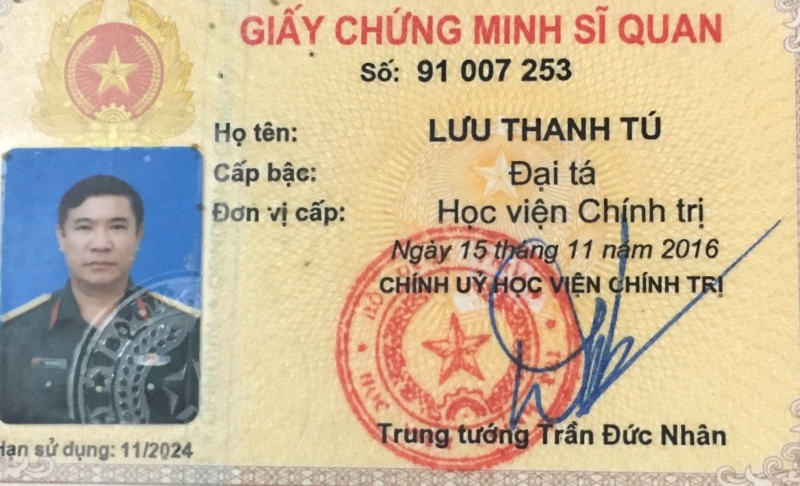 GIẤY CHỨNG MINH SĨ QUAN
Số: 91 007 253
Họ tên: LƯU THANH TÚ
Cấp bậc: Đại tá
Đơn vị cấp: Học viện Chính trị
Ngày 15 tháng 11 năm 2016
CHÍNH UỶ HỌC VIỆN CHÍNH TRỊ
Trung tướng Trần Đức Nhân
Hạn sử dụng: 11/2024